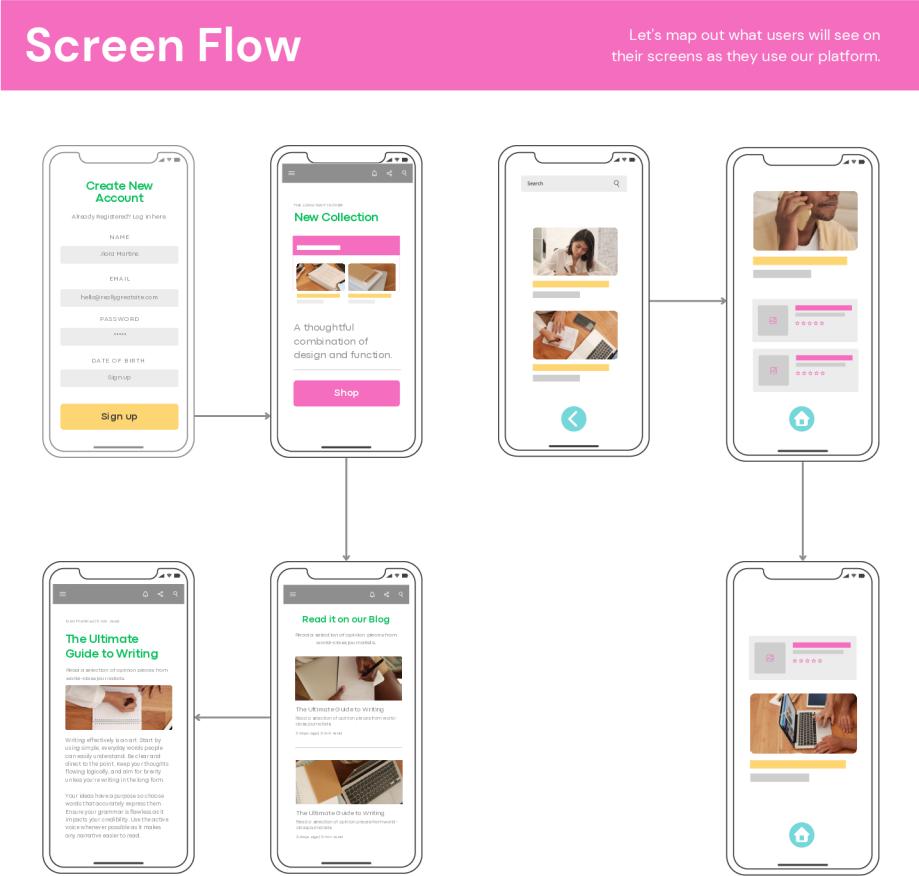 Screen Flow
Let's map out what users will see on
their screens as they use our platform.
Create New
Account
Already Registered? Log in here.
NAME
Jiara Martins
EMAIL
hello@reallygreatsite.com
PASSWORD
*****
DATE OF BIRTH
Sign up
Sign up
New Collection
A thoughtful
combination of
design and function.
Shop
Search
The Ultimate
Guide to Writing
Read a selection of opinion pieces from
world-class journalists.
Writing effectively is an art. Start by
using simple, everyday words people
can easily understand. Be clear and
direct to the point. Keep your thoughts
flowing logically, and aim for brevity
unless you're writing in the long form.
Your ideas have a purpose so choose
words that accurately express them.
Ensure your grammar is flawless as it
impacts your credibility. Use the active
voice whenever possible as it makes
any narrative easier to read.
Read it on our Blog
Read a selection of opinion pieces from
world-class journalists.
The Ultimate Guide to Writing
Read a selection of opinion pieces from world-
class journalists.
The Ultimate Guide to Writing
Read a selection of opinion pieces from world-
class journalists.